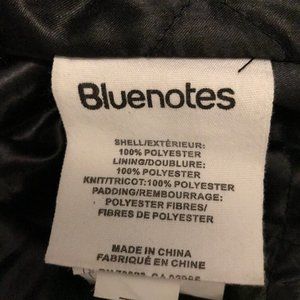 Bluenotes
SHELL/EXTÉRIEUR:
100% POLYESTER
LINING/DOUBLURE:
100% POLYESTER
KNIT/TRICOT:100% POLYESTER
PADDING/REMBOURRAGE:
POLYESTER FIBRES/
FIBRES DE POLYESTER
MADE IN CHINA
FABRIQUÉ EN CHINE